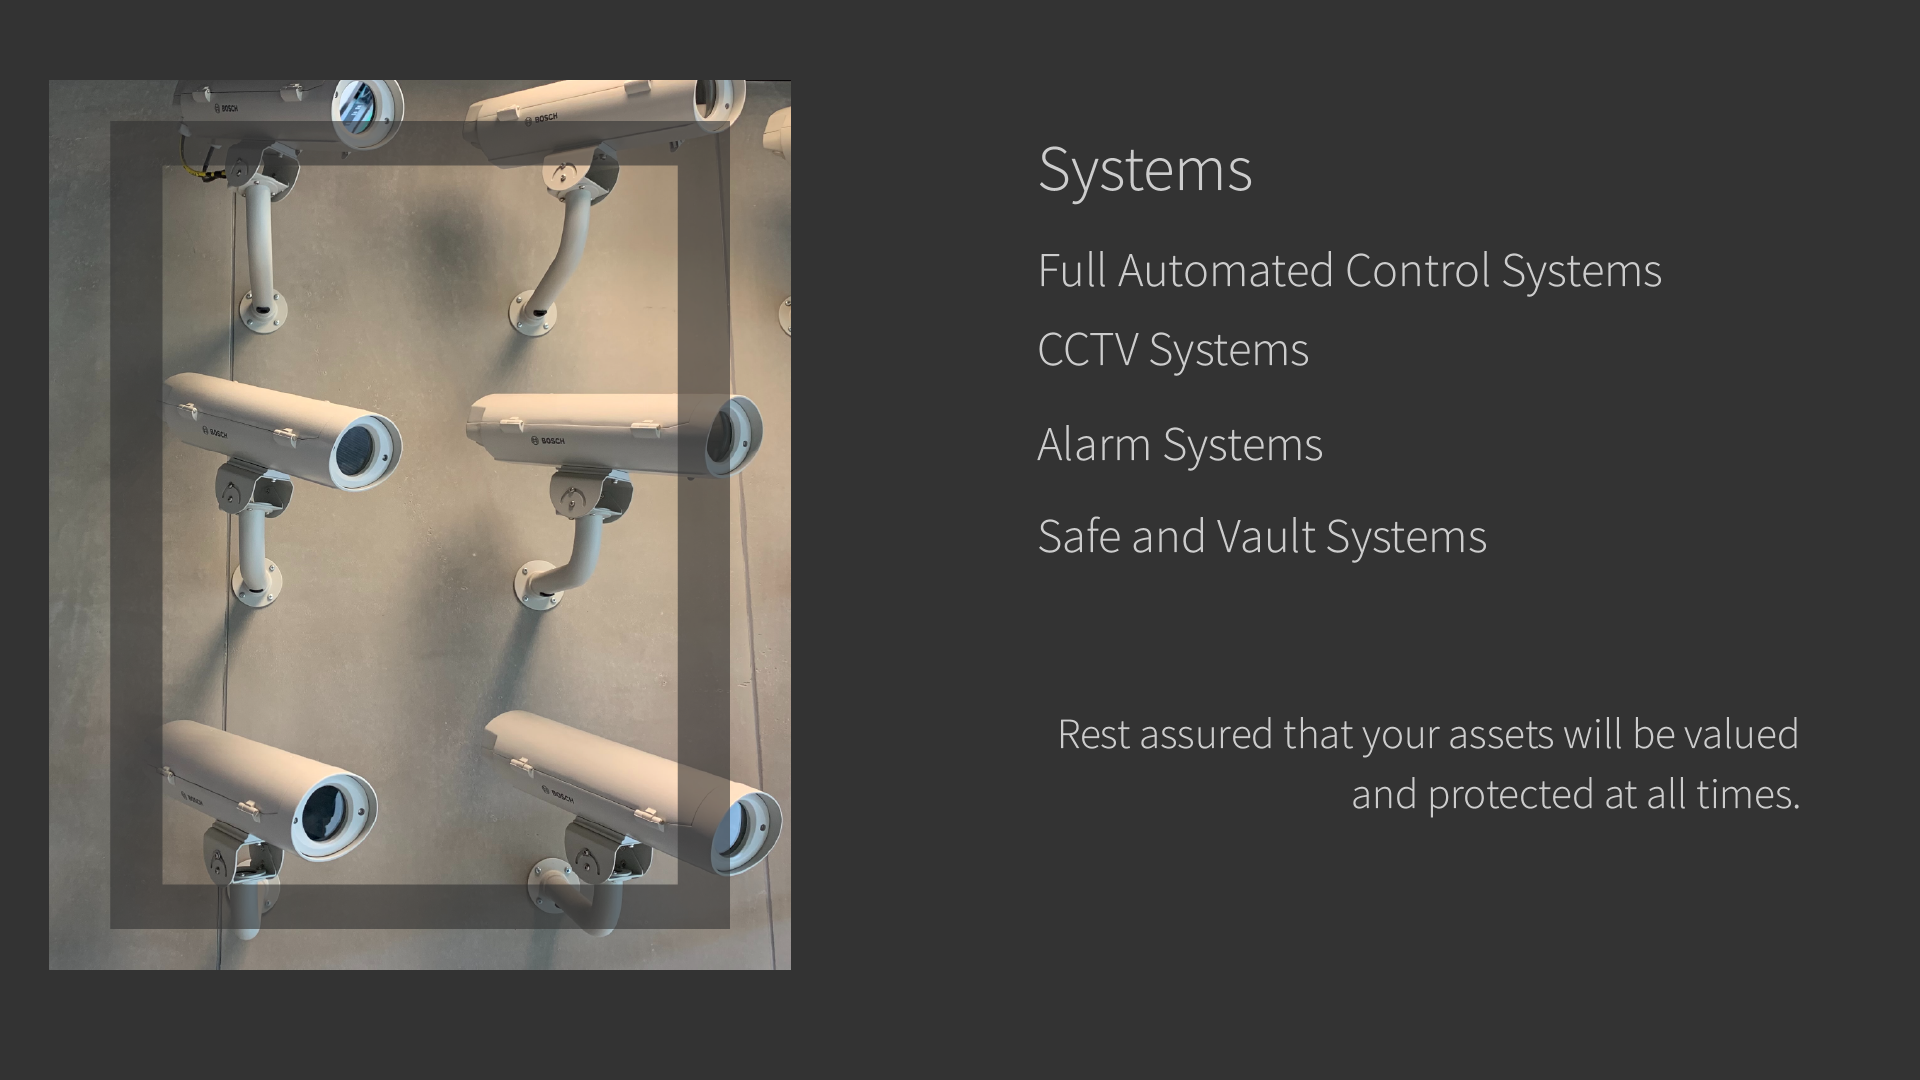 BOSCH
BOSCH
Systems
Full Automated Control Systems
CCTV Systems
BOSCH
BOSCH
Alarm Systems
Safe and Vault Systems
Rest assured that your assets will be valued
and protected at all times.
BOSCH
BOSCH